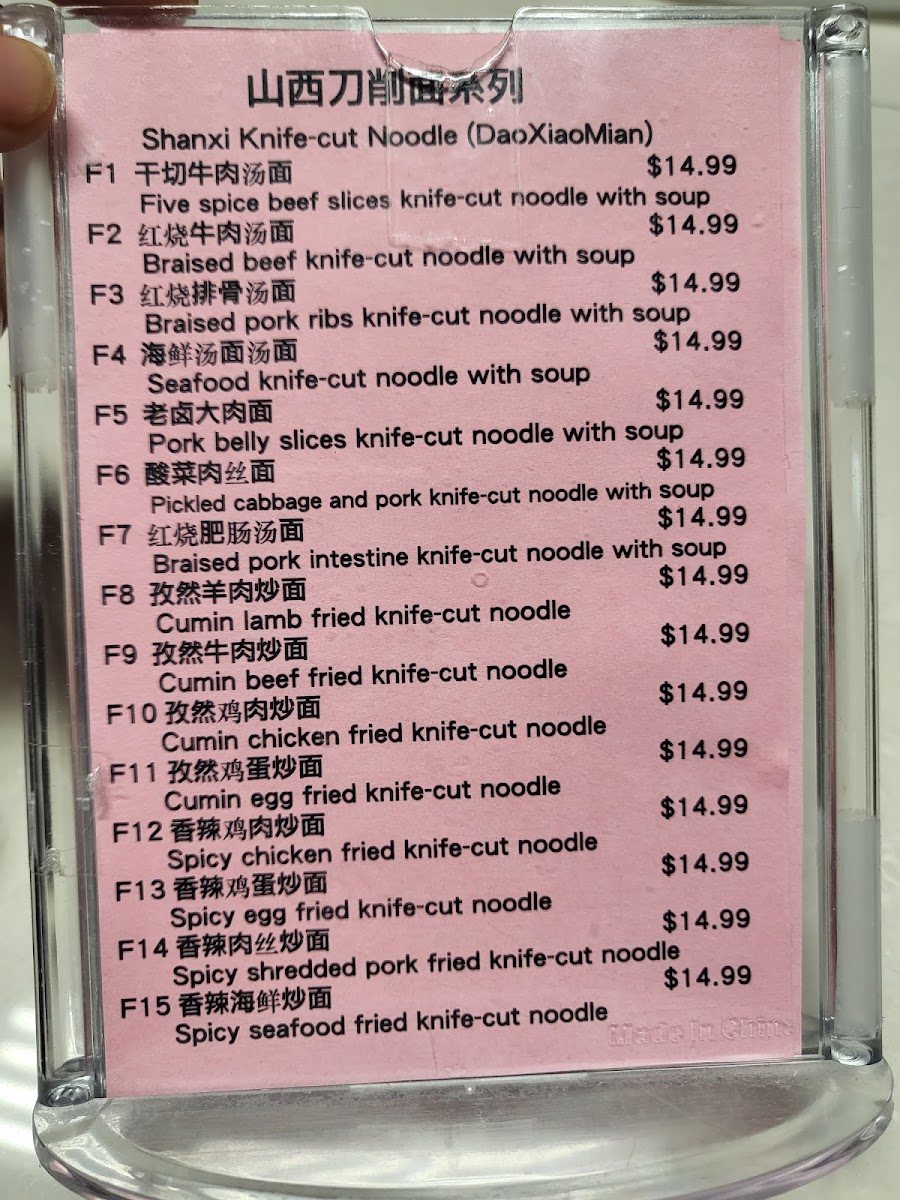 山西刀削面系列
Shanxi Knife-cut Noodle (DaoXiaoMian)
F1 干切牛肉汤面 $14.99
Five spice beef slices knife-cut noodle with soup
F2 红烧牛肉汤面 $14.99
Braised beef knife-cut noodle with soup
F3 红烧排骨汤面 $14.99
Braised pork ribs knife-cut noodle with soup
F4 海鲜汤面汤面 $14.99
Seafood knife-cut noodle with soup
F5 老卤大肉面 $14.99
Pork belly slices knife-cut noodle with soup
F6 酸菜肉丝面 $14.99
Pickled cabbage and pork knife-cut noodle with soup
F7 红烧肥肠汤面 $14.99
Braised pork intestine knife-cut noodle with soup
F8 孜然羊肉炒面 $14.99
Cumin lamb fried knife-cut noodle
F9 孜然牛肉炒面 $14.99
Cumin beef fried knife-cut noodle
F10 孜然鸡肉炒面 $14.99
Cumin chicken fried knife-cut noodle
F11 孜然鸡蛋炒面 $14.99
Cumin egg fried knife-cut noodle
F12 香辣鸡肉炒面 $14.99
Spicy chicken fried knife-cut noodle
F13 香辣鸡蛋炒面 $14.99
Spicy egg fried knife-cut noodle
F14 香辣肉丝炒面 $14.99
Spicy shredded pork fried knife-cut noodle
F15 香辣海鲜炒面 $14.99
Spicy seafood fried knife-cut noodle
Made In China